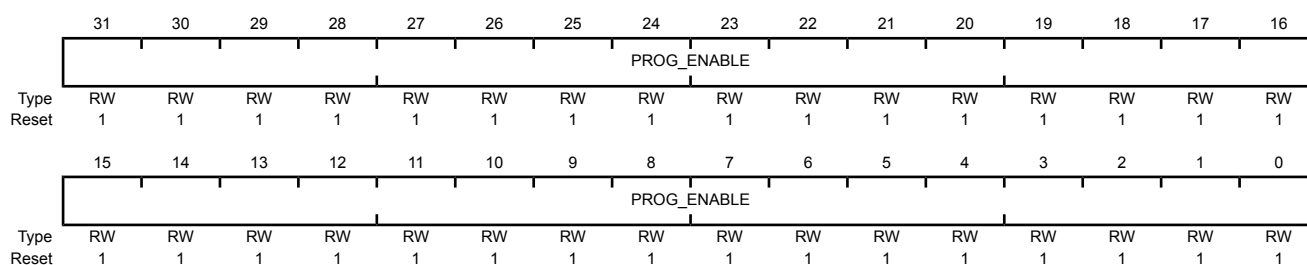 31 30 29 28 27 26 25 24 23 22 21 20 19 18 17 16
PROG_ENABLE
Type RW RW RW RW RW RW RW RW RW RW RW RW RW RW RW RW
Reset 1 1 1 1 1 1 1 1 1 1 1 1 1 1 1 1
15 14 13 12 11 10 9 8 7 6 5 4 3 2 1 0
PROG_ENABLE
Type RW RW RW RW RW RW RW RW RW RW RW RW RW RW RW RW
Reset 1 1 1 1 1 1 1 1 1 1 1 1 1 1 1 1